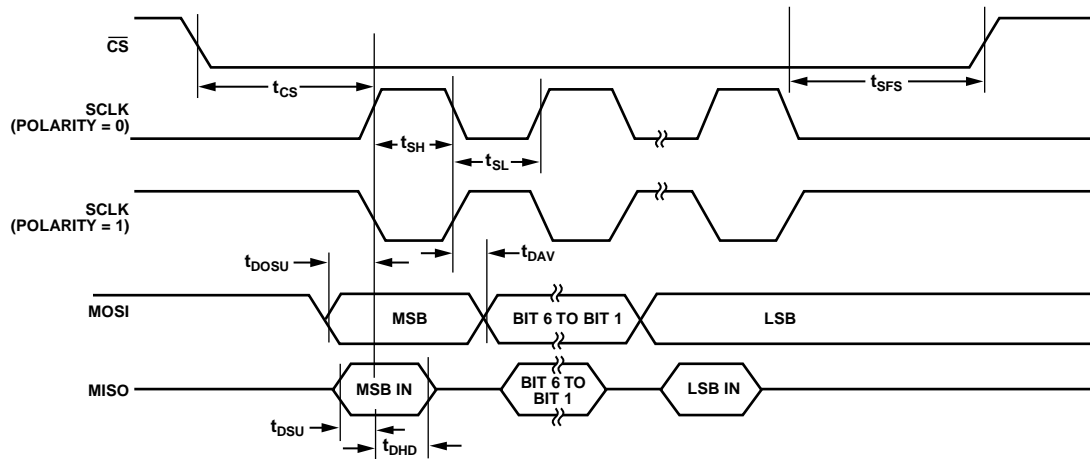 CS
tCS
tSFS
SCLK
(POLARITY = 0)
tSH
tSL
SCLK
(POLARITY = 1)
tDOSU
tDAV
MOSI
MSB
BIT 6 TO BIT 1
LSB
MISO
MSB IN
BIT 6 TO
BIT 1
LSB IN
tDSU
tDHD